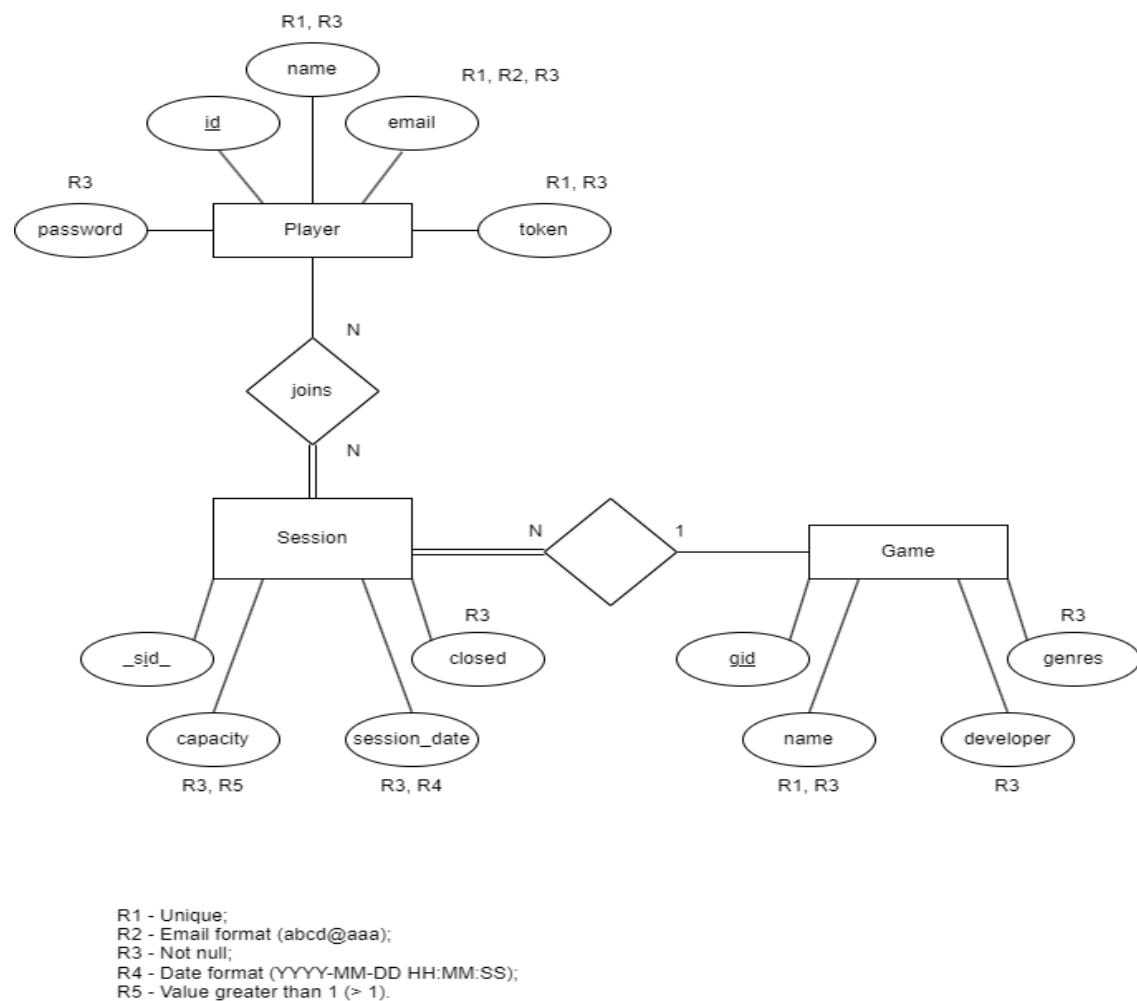 R1, R3
name
R1, R2, R3
id
email
R3
R1, R3
password
Player
token
N
joins
N
Session
N
1
Game
R3
R3
_sid_
closed
gid
genres
capacity
session_date
name
developer
R3, R5
R3, R4
R1, R3
R3
R1 - Unique;
R2 - Email format (abcd@aaa);
R3 - Not null;
R4 - Date format (YYYY-MM-DD HH:MM:SS);
R5 - Value greater than 1 (> 1).